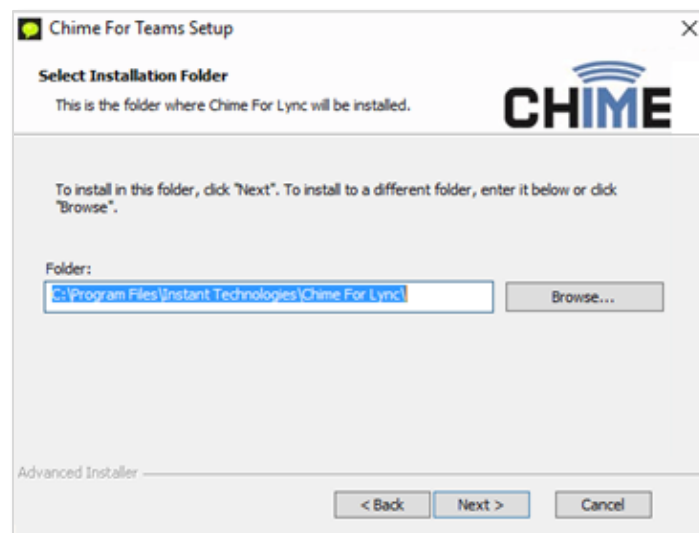 Chime For Teams Setup
Select Installation Folder
This is the folder where Chime For Lync will be installed.
CHIME
To install in this folder, click "Next". To install to a different folder, enter it below or click
"Browse".
Folder:
C:\Program Files\Instant Technologies\Chime For Lync\
Browse...
Advanced Installer
< Back
Next >
Cancel